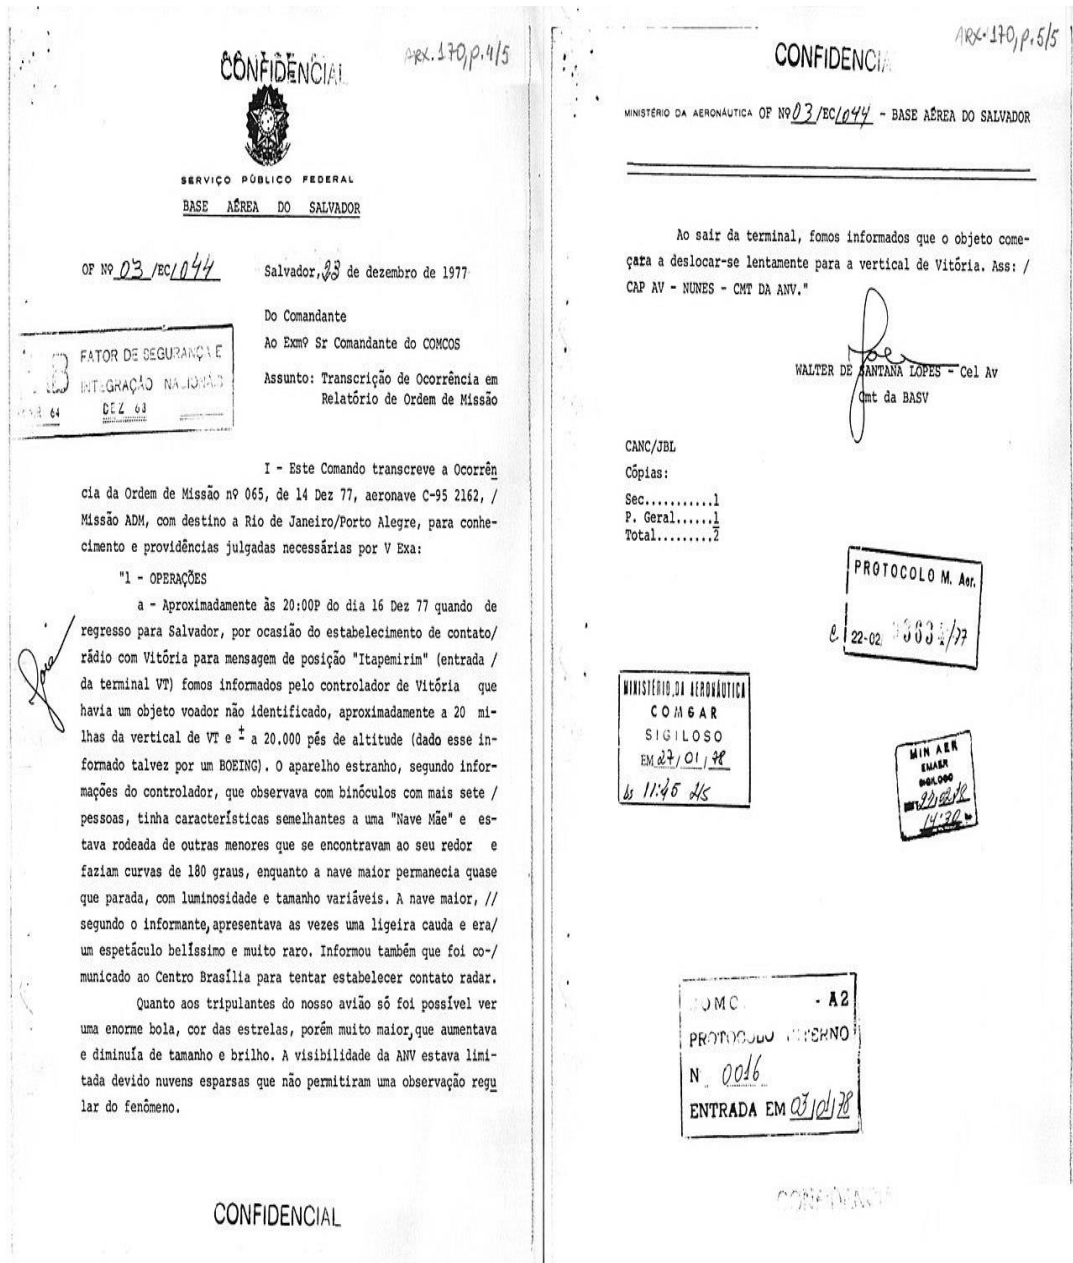 ARX.170,p.4/5
CONFIDENCIAL
SERVIÇO PÚBLICO FEDERAL
BASE AÉREA DO SALVADOR
OF Nº 03 /EC/044
Salvador, 23 de dezembro de 1977
Do Comandante
Ao Exmº Sr Comandante do COMCOS
FATOR DE SEGURANÇA E
INTEGRAÇÃO NACIONAL
64 DEZ 63
Assunto: Transcrição de Ocorrência em
Relatório de Ordem de Missão
I - Este Comando transcreve a Ocorrên
cia da Ordem de Missão nº 065, de 14 Dez 77, aeronave C-95 2162, /
Missão ADM, com destino a Rio de Janeiro/Porto Alegre, para conhe-
cimento e providências julgadas necessárias por V Exa:
"1 - OPERAÇÕES
a - Aproximadamente às 20:00P do dia 16 Dez 77 quando de
regresso para Salvador, por ocasião do estabelecimento de contato/
rádio com Vitória para mensagem de posição "Itapemirim" (entrada /
da terminal VT) fomos informados pelo controlador de Vitória que
havia um objeto voador não identificado, aproximadamente a 20 mi-
lhas da vertical de VT e ± a 20.000 pés de altitude (dado esse in-
formado talvez por um BOEING). O aparelho estranho, segundo infor-
mações do controlador, que observava com binóculos com mais sete /
pessoas, tinha características semelhantes a uma "Nave Mãe" e es-
tava rodeada de outras menores que se encontravam ao seu redor e
faziam curvas de 180 graus, enquanto a nave maior permanecia quase
que parada, com luminosidade e tamanho variáveis. A nave maior, //
segundo o informante, apresentava as vezes uma ligeira cauda e era/
um espetáculo belíssimo e muito raro. Informou também que foi co-/
municado ao Centro Brasília para tentar estabelecer contato radar.
Quanto aos tripulantes do nosso avião só foi possível ver
uma enorme bola, cor das estrelas, porém muito maior, que aumentava
e diminuía de tamanho e brilho. A visibilidade da ANV estava limi-
tada devido nuvens esparsas que não permitiram uma observação regu
lar do fenômeno.
CONFIDENCIAL
ARX.170,p.5/5
CONFIDENCIA
MINISTÉRIO DA AERONÁUTICA OF Nº 03 /EC/044 - BASE AÉREA DO SALVADOR
Ao sair da terminal, fomos informados que o objeto come-
çara a deslocar-se lentamente para a vertical de Vitória. Ass: /
CAP AV - NUNES - CMT DA ANV."
WALTER DE SANTANA LOPES - Cel Av
Cmt da BASV
CANC/JBL
Cópias:
Sec...........1
P. Geral......1
Total.........2
PROTOCOLO M. Aer.
22-02/ 03634/77
MINISTÉRIO DA AERONÁUTICA
COMGAR
SIGILOSO
EM 27/01/78
às 11:45
MIN AER
EMAER
SIGILOSO
14:30
- A2
PROTOCOLO INTERNO
N 0016
ENTRADA EM 03/01/78
CONFIDENCIA